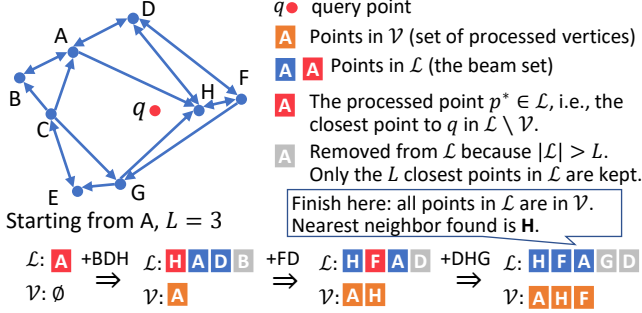 D
A
F
H
B
q
C
E
G
q query point
A Points in 𝒱 (set of processed vertices)
A A Points in ℒ (the beam set)
A The processed point p* ∈ ℒ, i.e., the
closest point to q in ℒ \ 𝒱.
A Removed from ℒ because |ℒ| > L.
Only the L closest points in ℒ are kept.
Starting from A, L = 3
Finish here: all points in ℒ are in 𝒱.
Nearest neighbor found is H.
ℒ: A +BDH ⇒ ℒ: H A D B +FD ⇒ ℒ: H F A D +DHG ⇒ ℒ: H F A G D
𝒱: ∅ 𝒱: A 𝒱: A H 𝒱: A H F